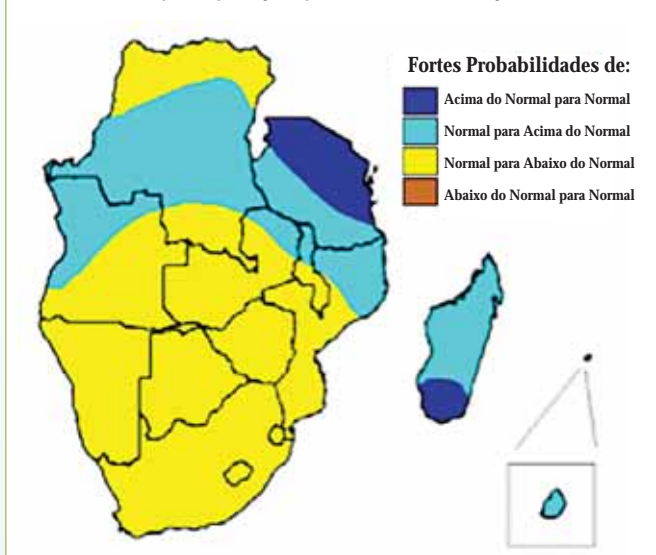 Fortes Probabilidades de:
Acima do Normal para Normal
Normal para Acima do Normal
Normal para Abaixo do Normal
Abaixo do Normal para Normal